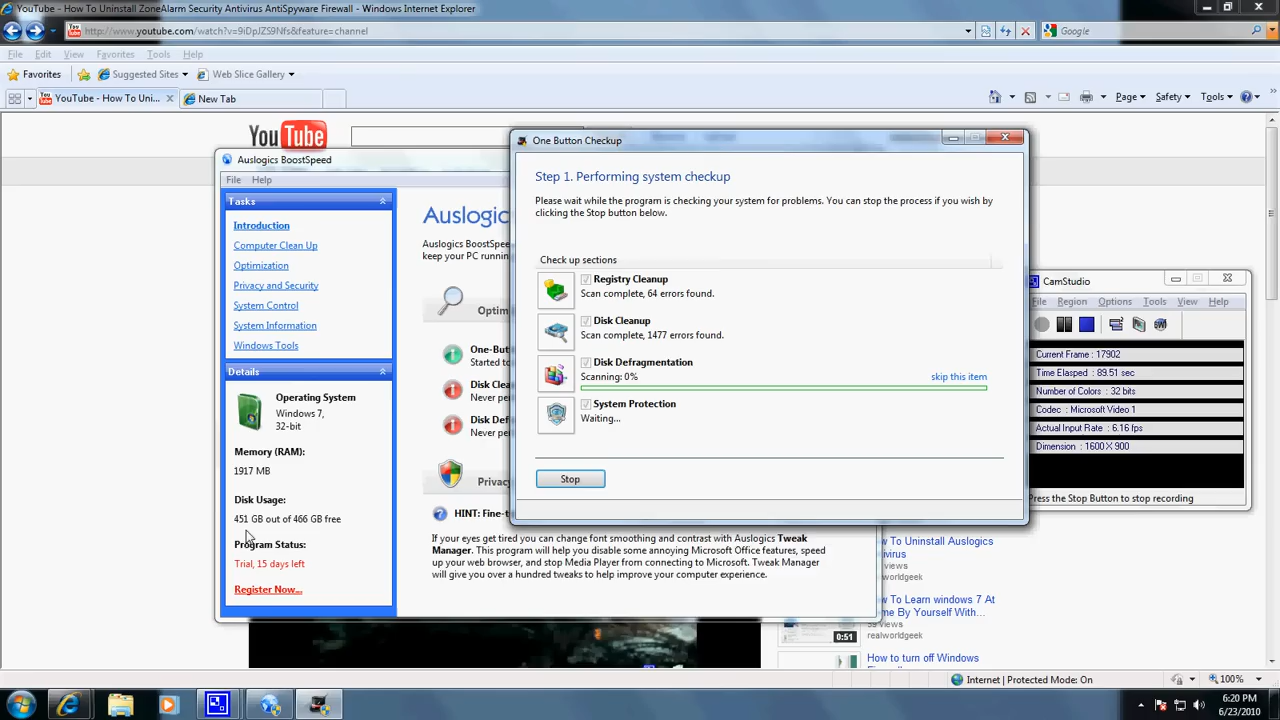 YouTube - How To Uninstall ZoneAlarm Security Antivirus AntiSpyware Firewall - Windows Internet Explorer
http://www.youtube.com/watch?v=9iDpJZS9Nfs&feature=channel
Google
File Edit View Favorites Tools Help
Favorites Suggested Sites Web Slice Gallery
YouTube - How To Uni... New Tab
Page Safety Tools
YouTube
Auslogics BoostSpeed
File Help
Tasks
Introduction
Computer Clean Up
Optimization
Privacy and Security
System Control
System Information
Windows Tools
Details
Operating System
Windows 7,
32-bit
Memory (RAM):
1917 MB
Disk Usage:
451 GB out of 466 GB free
Program Status:
Trial, 15 days left
Register Now...
Auslogic
Auslogics BoostSpee
keep your PC runnin
Optim
One-Butt
Started to
Disk Clea
Never pe
Disk Def
Never pe
Privac
HINT: Fine-t
If your eyes get tired you can change font smoothing and contrast with Auslogics Tweak
Manager. This program will help you disable some annoying Microsoft Office features, speed
up your web browser, and stop Media Player from connecting to Microsoft. Tweak Manager
will give you over a hundred tweaks to help improve your computer experience.
One Button Checkup
Step 1. Performing system checkup
Please wait while the program is checking your system for problems. You can stop the process if you wish by
clicking the Stop button below.
Check up sections
Registry Cleanup
Scan complete, 64 errors found.
Disk Cleanup
Scan complete, 1477 errors found.
Disk Defragmentation
Scanning: 0% skip this item
System Protection
Waiting...
Stop
CamStudio
File Region Options Tools View Help
Current Frame : 17902
Time Elasped : 89.51 sec
Number of Colors : 32 bits
Codec : Microsoft Video 1
Actual Input Rate : 6.16 fps
Dimension : 1600 X 900
Press the Stop Button to stop recording
To Uninstall Auslogics
ivirus
views
worldgeek
To Learn windows 7 At
me By Yourself With...
59 views
realworldgeek
0:51
How to turn off Windows
Internet | Protected Mode: On
100%
6:20 PM
6/23/2010